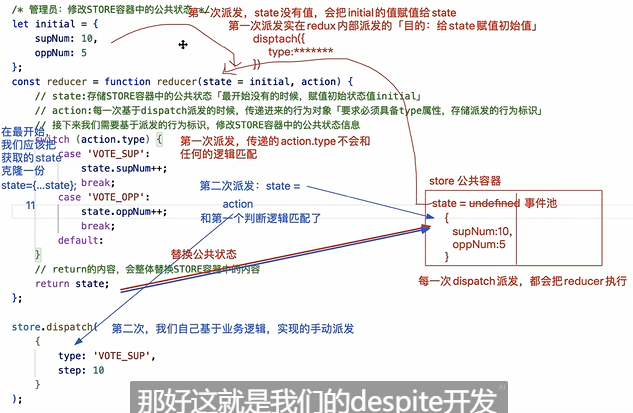 /* 管理员：修改STORE容器中的公共状态 */
let initial = {
    supNum: 10,
    oppNum: 5
};
const reducer = function reducer(state = initial, action) {
    // state:存储STORE容器中的公共状态「最开始没有的时候，赋值初始状态值initial」
    // action:每一次基于dispatch派发的时候，传递进来的行为对象「要求必须具备type属性，存储派发的行为标识」
    // 接下来我们需要基于派发的行为标识，修改STORE容器中的公共状态信息
    switch (action.type) {
        case 'VOTE_SUP':
            state.supNum++;
            break;
        case 'VOTE_OPP':
            state.oppNum++;
            break;
        default:
    }
    // return的内容，会整体替换STORE容器中的内容
    return state;
};
store.dispatch(
    {
        type: 'VOTE_SUP',
        step: 10
    }
);
第一次派发，state没有值，会把initial的值赋值给state
第一次派发实在redux内部派发的「目的：给state赋值初始值」
disptach({
type:*******
})
在最开始，
我们应该把
获取的state
克隆一份
state={...state};
11
第一次派发，传递的action.type不会和
任何的逻辑匹配
第二次派发：state =
action
和第一个判断逻辑匹配了
替换公共状态
store 公共容器
state = undefined 事件池
{
supNum:10,
oppNum:5
}
每一次dispatch派发，都会把reducer执行
第二次，我们自己基于业务逻辑，实现的手动派发
那好这就是我们的despite开发